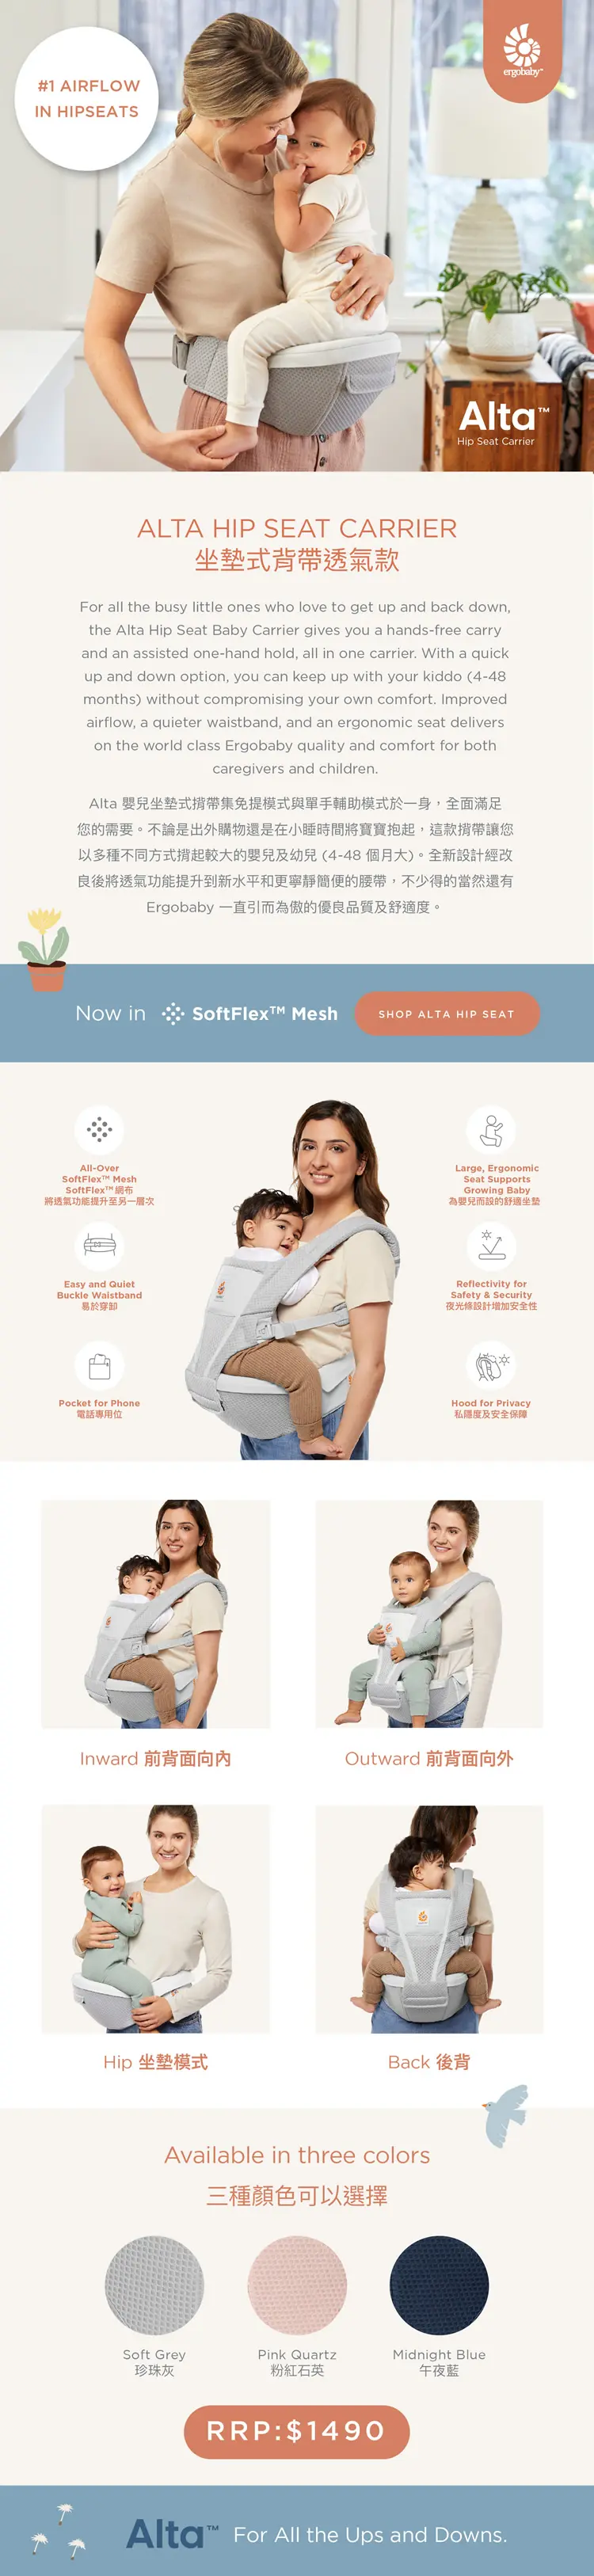 #1 AIRFLOW
IN HIPSEATS
ergobaby™
Alta™
Hip Seat Carrier
ALTA HIP SEAT CARRIER
坐墊式背帶透氣款
For all the busy little ones who love to get up and back down,
the Alta Hip Seat Baby Carrier gives you a hands-free carry
and an assisted one-hand hold, all in one carrier. With a quick
up and down option, you can keep up with your kiddo (4-48
months) without compromising your own comfort. Improved
airflow, a quieter waistband, and an ergonomic seat delivers
on the world class Ergobaby quality and comfort for both
caregivers and children.
Alta 嬰兒坐墊式揹帶集免提模式與單手輔助模式於一身，全面滿足
您的需要。不論是出外購物還是在小睡時間將寶寶抱起，這款揹帶讓您
以多種不同方式揹起較大的嬰兒及幼兒 (4-48 個月大)。全新設計經改
良後將透氣功能提升到新水平和更寧靜簡便的腰帶，不少得的當然還有
Ergobaby 一直引而為傲的優良品質及舒適度。
Now in SoftFlex™ Mesh
SHOP ALTA HIP SEAT
All-Over
SoftFlex™ Mesh
SoftFlex™ 網布
將透氣功能提升至另一層次
Large, Ergonomic
Seat Supports
Growing Baby
為嬰兒而設的舒適坐墊
Easy and Quiet
Buckle Waistband
易於穿卸
Reflectivity for
Safety & Security
夜光條設計增加安全性
Pocket for Phone
電話專用位
Hood for Privacy
私隱度及安全保障
Inward 前背面向內
Outward 前背面向外
Hip 坐墊模式
Back 後背
Available in three colors
三種顏色可以選擇
Soft Grey
珍珠灰
Pink Quartz
粉紅石英
Midnight Blue
午夜藍
RRP:$1490
Alta™ For All the Ups and Downs.